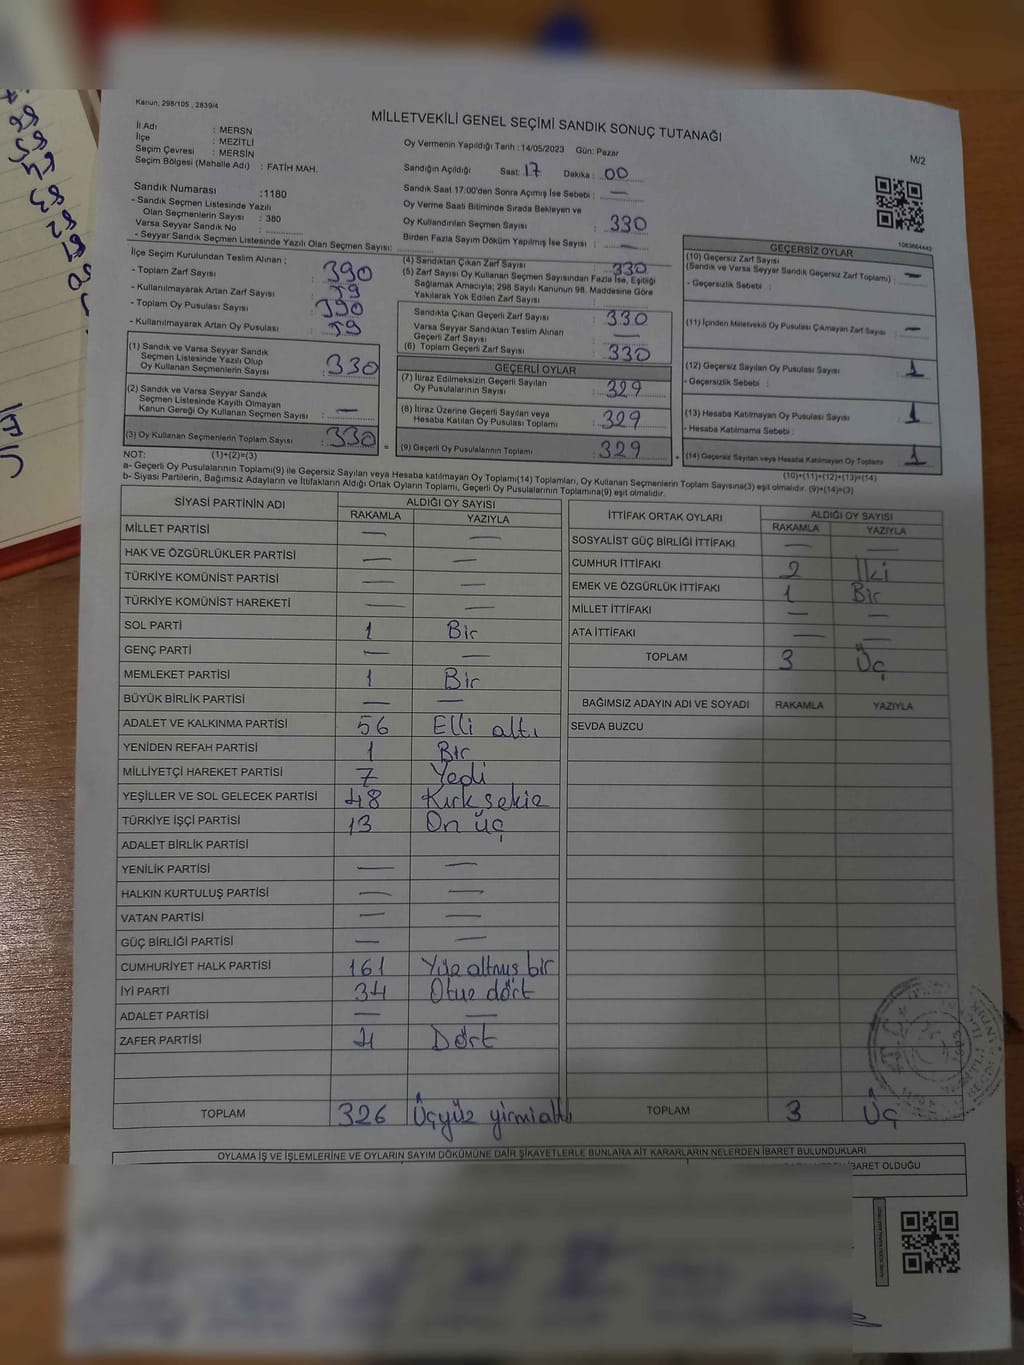 Kanun; 298/105 , 2839/4
MİLLETVEKİLİ GENEL SEÇİMİ SANDIK SONUÇ TUTANAĞI
M/2
İl Adı : MERSN
İlçe : MEZİTLİ
Seçim Çevresi : MERSİN
Seçim Bölgesi (Mahalle Adı) : FATİH MAH.
Oy Vermenin Yapıldığı Tarih : 14/05/2023 Gün: Pazar
Sandığın Açıldığı Saat: 17 Dakika : 00
Sandık Saat 17:00'den Sonra Açımış İse Sebebi : —
Oy Verme Saati Bitiminde Sırada Bekleyen ve
Oy Kullandırılan Seçmen Sayısı : 330
Birden Fazla Sayım Döküm Yapılmış İse Sayısı : —
Sandık Numarası :1180
- Sandık Seçmen Listesinde Yazılı
Olan Seçmenlerin Sayısı : 380
Varsa Seyyar Sandık No :
- Seyyar Sandık Seçmen Listesinde Yazılı Olan Seçmen Sayısı:
İlçe Seçim Kurulundan Teslim Alınan ;
- Toplam Zarf Sayısı : 390
- Kullanılmayarak Artan Zarf Sayısı : 59
- Toplam Oy Pusulası Sayısı : 390
- Kullanılmayarak Artan Oy Pusulası : 59
(1) Sandık ve Varsa Seyyar Sandık
Seçmen Listesinde Yazılı Olup
Oy Kullanan Seçmenlerin Sayısı : 330
(2) Sandık ve Varsa Seyyar Sandık
Seçmen Listesinde Kayıtlı Olmayan
Kanun Gereği Oy Kullanan Seçmen Sayısı : —
(3) Oy Kullanan Seçmenlerin Toplam Sayısı : 330
(1)+(2)=(3)
(4) Sandıktan Çıkan Zarf Sayısı : 330
(5) Zarf Sayısı Oy Kullanan Seçmen Sayısından Fazla İse, Eşitliği
Sağlamak Amacıyla; 298 Sayılı Kanunun 98. Maddesine Göre
Yakılarak Yok Edilen Zarf Sayısı :
Sandıkta Çıkan Geçerli Zarf Sayısı : 330
Varsa Seyyar Sandıktan Teslim Alınan
Geçerli Zarf Sayısı : —
(6) Toplam Geçerli Zarf Sayısı : 330
GEÇERLİ OYLAR
(7) İtiraz Edilmeksizin Geçerli Sayılan
Oy Pusulalarının Sayısı : 329
(8) İtiraz Üzerine Geçerli Sayılan veya
Hesaba Katılan Oy Pusulası Toplamı : 329
(9) Geçerli Oy Pusulalarının Toplamı : 329
1063664443
GEÇERSİZ OYLAR
(10) Geçersiz Zarf Sayısı
(Sandık ve Varsa Seyyar Sandık Geçersiz Zarf Toplamı) : —
- Geçersizlik Sebebi :
(11) İçinden Milletvekili Oy Pusulası Çıkmayan Zarf Sayısı : —
(12) Geçersiz Sayılan Oy Pusulası Sayısı : 1
- Geçersizlik Sebebi :
(13) Hesaba Katılmayan Oy Pusulası Sayısı : 1
- Hesaba Katılmama Sebebi :
(14) Geçersiz Sayılan veya Hesaba Katılmayan Oy Toplamı : 1
(10)+(11)+(12)+(13)=(14)
NOT:
a- Geçerli Oy Pusulalarının Toplamı(9) ile Geçersiz Sayılan veya Hesaba katılmayan Oy Toplamı(14) Toplamları, Oy Kullanan Seçmenlerin Toplam Sayısına(3) eşit olmalıdır. (9)+(14)=(3)
b- Siyasi Partilerin, Bağımsız Adayların ve İttifakların Aldığı Ortak Oyların Toplamı, Geçerli Oy Pusulalarının Toplamına(9) eşit olmalıdır.
SİYASİ PARTİNİN ADI ALDIĞI OY SAYISI
RAKAMLA YAZIYLA
MİLLET PARTİSİ — —
HAK VE ÖZGÜRLÜKLER PARTİSİ — —
TÜRKİYE KOMÜNİST PARTİSİ — —
TÜRKİYE KOMÜNİST HAREKETİ — —
SOL PARTİ 1 Bir
GENÇ PARTİ — —
MEMLEKET PARTİSİ 1 Bir
BÜYÜK BİRLİK PARTİSİ — —
ADALET VE KALKINMA PARTİSİ 56 Elli altı
YENİDEN REFAH PARTİSİ 1 Bir
MİLLİYETÇİ HAREKET PARTİSİ 7 Yedi
YEŞİLLER VE SOL GELECEK PARTİSİ 48 Kırk sekiz
TÜRKİYE İŞÇİ PARTİSİ 13 On üç
ADALET BİRLİK PARTİSİ
YENİLİK PARTİSİ — —
HALKIN KURTULUŞ PARTİSİ — —
VATAN PARTİSİ — —
GÜÇ BİRLİĞİ PARTİSİ — —
CUMHURİYET HALK PARTİSİ 161 Yüz altmış bir
İYİ PARTİ 34 Otuz dört
ADALET PARTİSİ — —
ZAFER PARTİSİ 4 Dört
TOPLAM 326 Üçyüz yirmialtı
İTTİFAK ORTAK OYLARI ALDIĞI OY SAYISI
RAKAMLA YAZIYLA
SOSYALİST GÜÇ BİRLİĞİ İTTİFAKI — —
CUMHUR İTTİFAKI 2 İki
EMEK VE ÖZGÜRLÜK İTTİFAKI 1 Bir
MİLLET İTTİFAKI — —
ATA İTTİFAKI — —
TOPLAM 3 Üç
BAĞIMSIZ ADAYIN ADI VE SOYADI RAKAMLA YAZIYLA
SEVDA BUZCU
TOPLAM 3 Üç
OYLAMA İŞ VE İŞLEMLERİNE VE OYLARIN SAYIM DÖKÜMÜNE DAİR ŞİKAYETLERLE BUNLARA AİT KARARLARIN NELERDEN İBARET BULUNDUKLARI
İBARET OLDUĞU